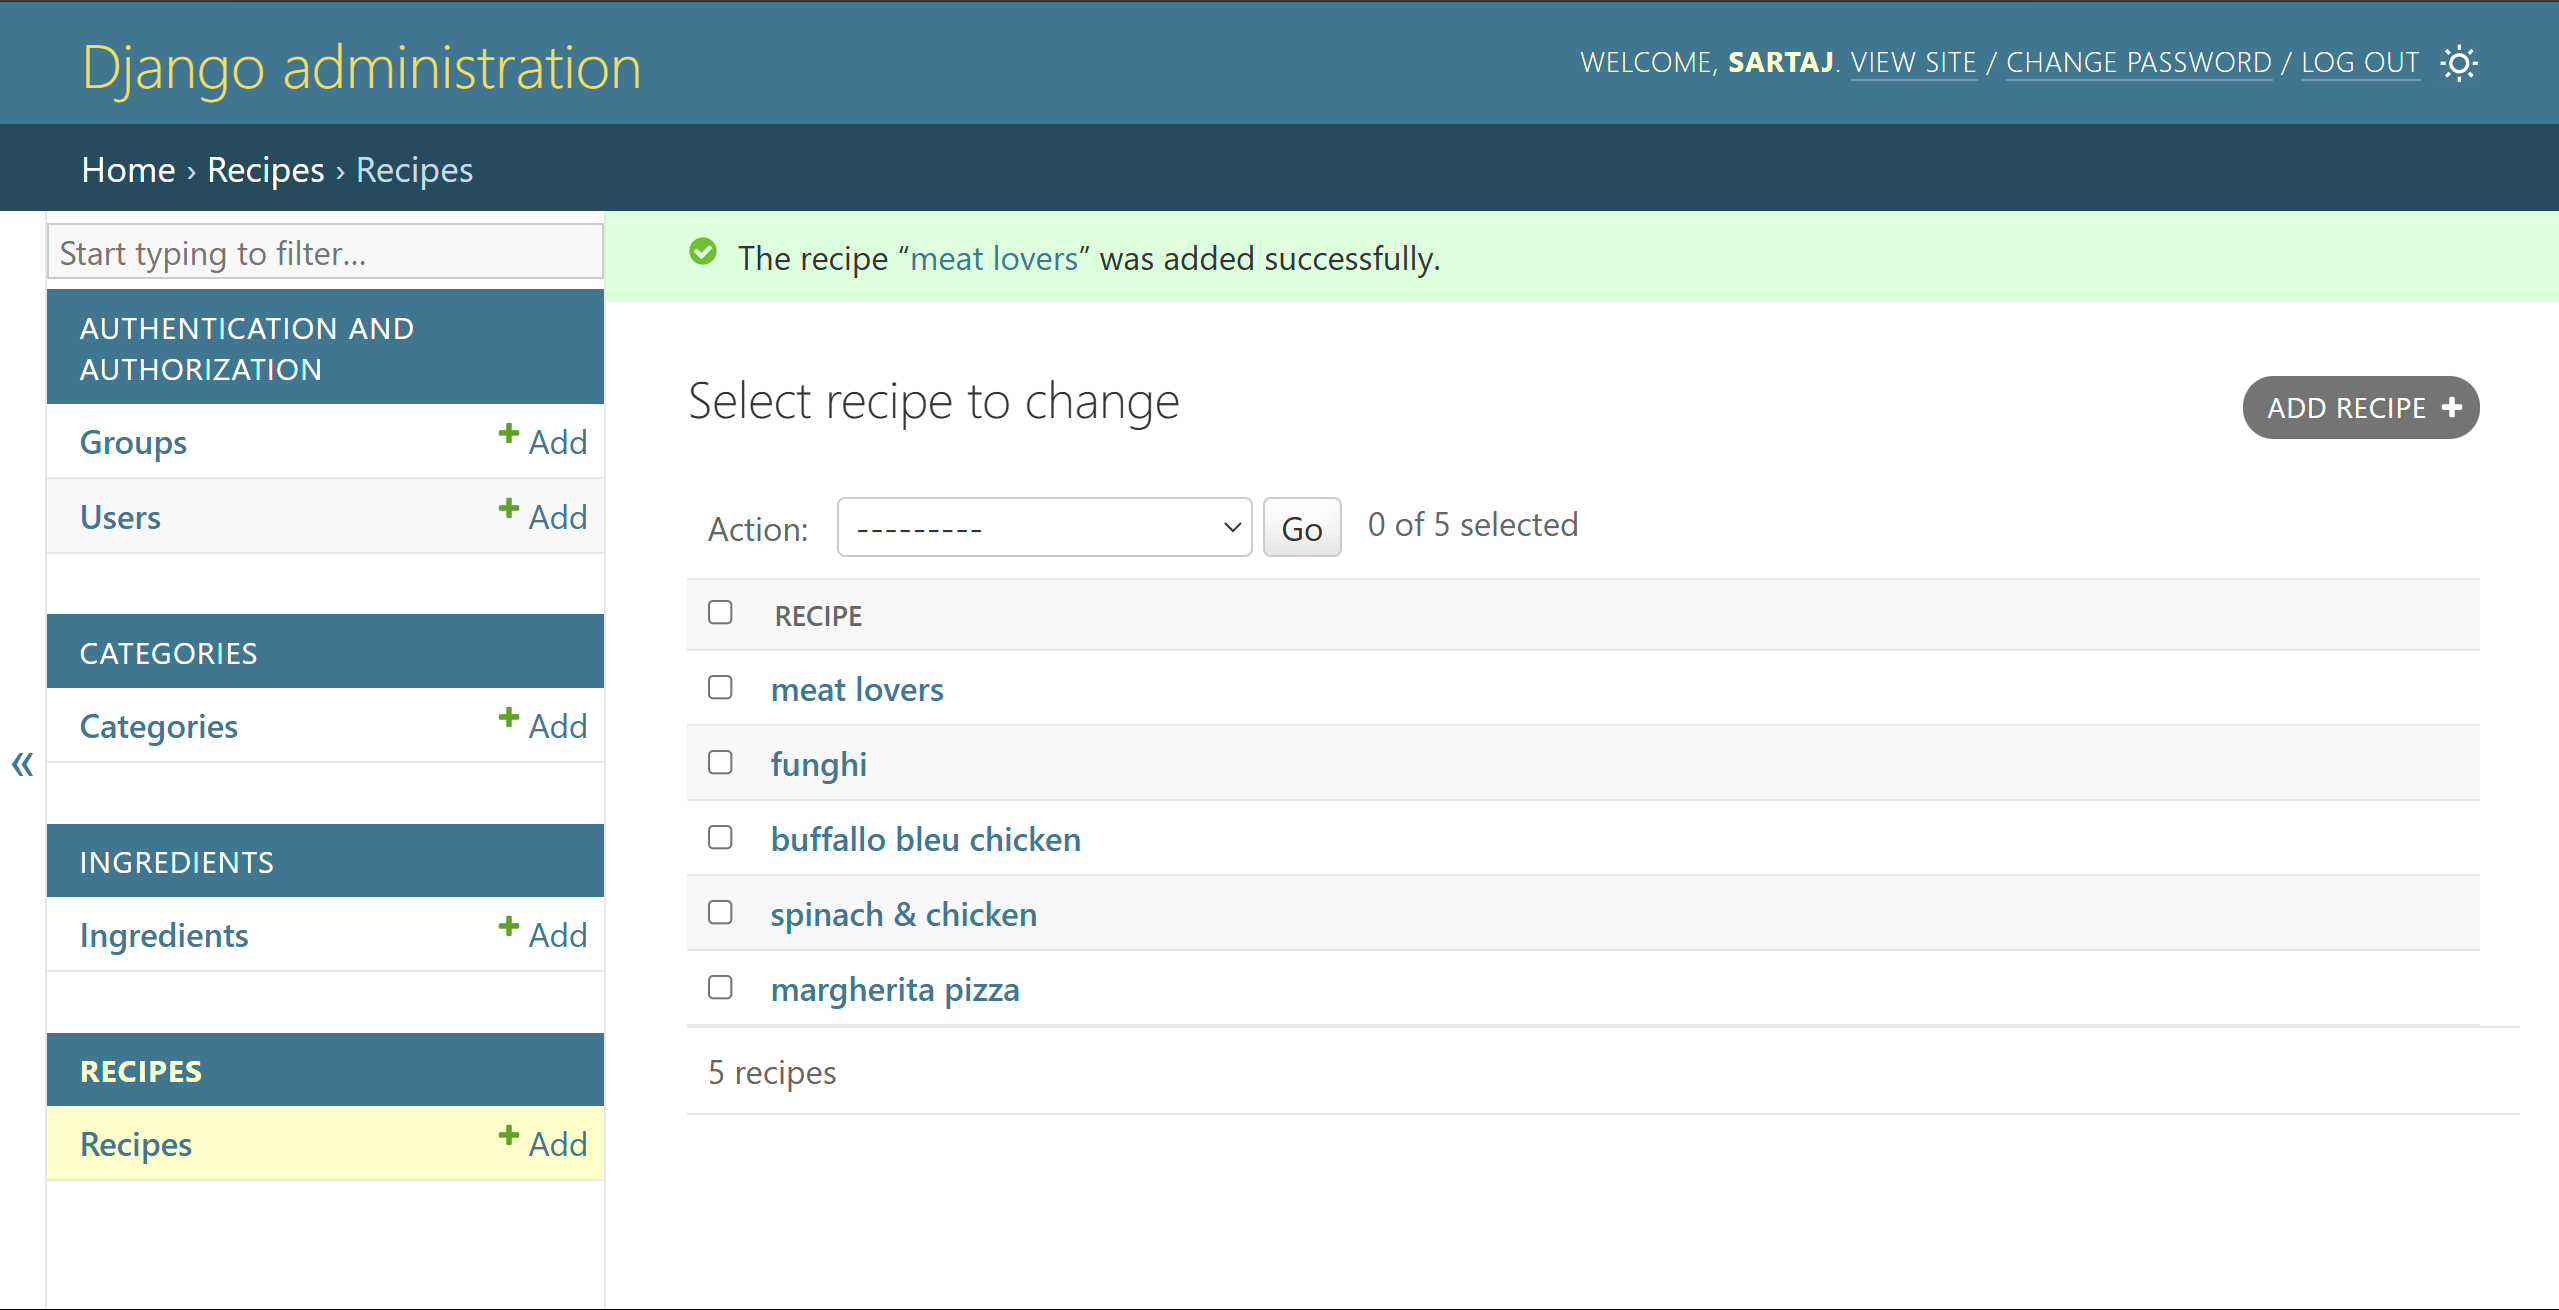 Django administration
WELCOME, SARTAJ. VIEW SITE / CHANGE PASSWORD / LOG OUT
Home › Recipes › Recipes
Start typing to filter...
AUTHENTICATION AND
AUTHORIZATION
Groups
Add
Users
Add
CATEGORIES
Categories
Add
«
INGREDIENTS
Ingredients
Add
RECIPES
Recipes
Add
The recipe “meat lovers” was added successfully.
Select recipe to change
ADD RECIPE
Action: --------- Go 0 of 5 selected
RECIPE
meat lovers
funghi
buffallo bleu chicken
spinach & chicken
margherita pizza
5 recipes